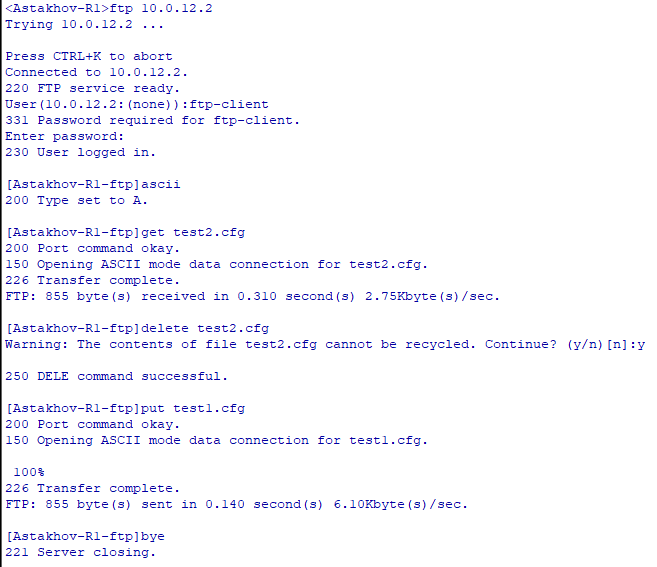 <Astakhov-R1>ftp 10.0.12.2
Trying 10.0.12.2 ...
Press CTRL+K to abort
Connected to 10.0.12.2.
220 FTP service ready.
User(10.0.12.2:(none)):ftp-client
331 Password required for ftp-client.
Enter password:
230 User logged in.
[Astakhov-R1-ftp]ascii
200 Type set to A.
[Astakhov-R1-ftp]get test2.cfg
200 Port command okay.
150 Opening ASCII mode data connection for test2.cfg.
226 Transfer complete.
FTP: 855 byte(s) received in 0.310 second(s) 2.75Kbyte(s)/sec.
[Astakhov-R1-ftp]delete test2.cfg
Warning: The contents of file test2.cfg cannot be recycled. Continue? (y/n)[n]:y
250 DELE command successful.
[Astakhov-R1-ftp]put test1.cfg
200 Port command okay.
150 Opening ASCII mode data connection for test1.cfg.
100%
226 Transfer complete.
FTP: 855 byte(s) sent in 0.140 second(s) 6.10Kbyte(s)/sec.
[Astakhov-R1-ftp]bye
221 Server closing.